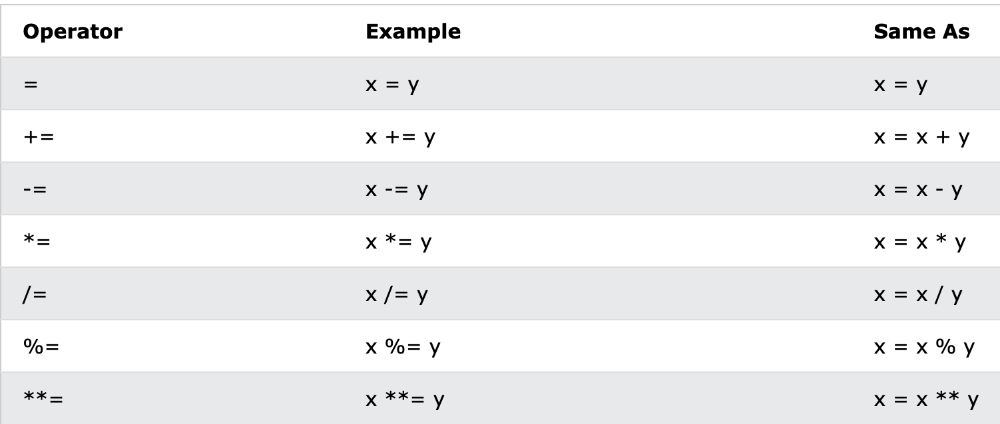 Operator Example Same As
= x = y x = y
+= x += y x = x + y
-= x -= y x = x - y
*= x *= y x = x * y
/= x /= y x = x / y
%= x %= y x = x % y
**= x **= y x = x ** y